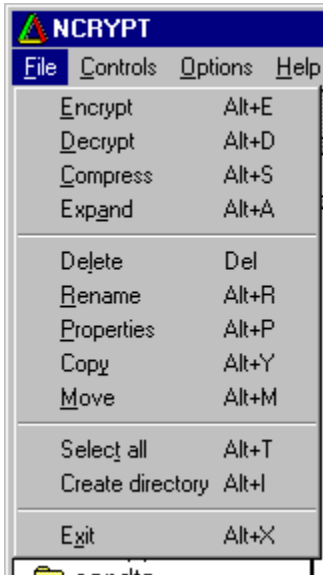 NCRYPT
File Controls Options Help
Encrypt Alt+E
Decrypt Alt+D
Compress Alt+S
Expand Alt+A
Delete Del
Rename Alt+R
Properties Alt+P
Copy Alt+Y
Move Alt+M
Select all Alt+T
Create directory Alt+I
Exit Alt+X